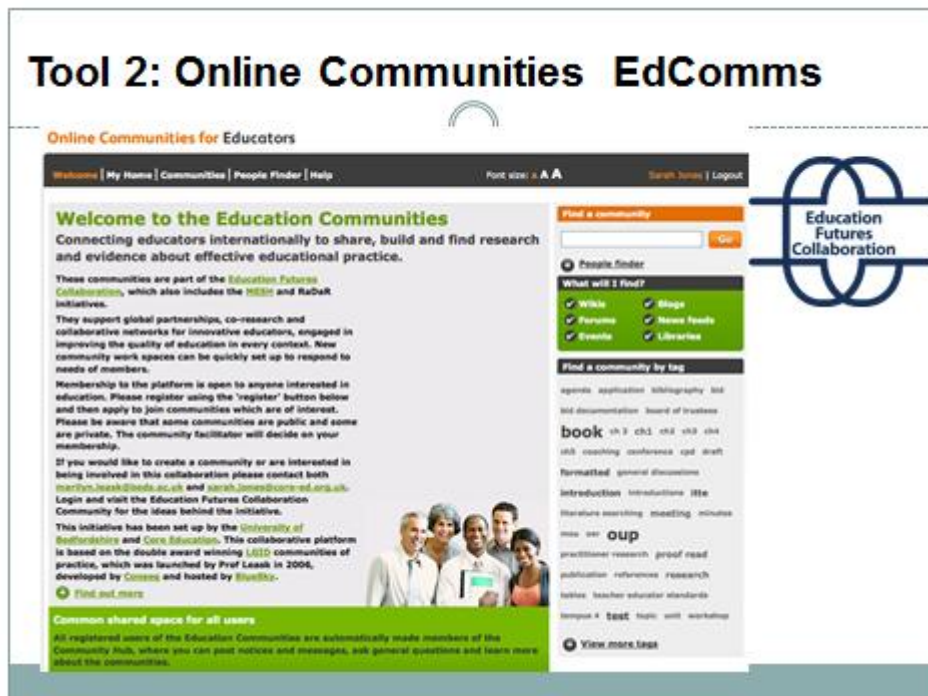 Tool 2: Online Communities EdComms
Online Communities for Educators
Welcome | My Home | Communities | People Finder | Help
Font size: A A A
Sarah Jones | Logout
Welcome to the Education Communities
Connecting educators internationally to share, build and find research
and evidence about effective educational practice.
These communities are part of the Education Futures
Collaboration, which also includes the MESH and RaDaR
initiatives.
They support global partnerships, co-research and
collaborative networks for innovative educators, engaged in
improving the quality of education in every context. New
community work spaces can be quickly set up to respond to
needs of members.
Membership to the platform is open to anyone interested in
education. Please register using the 'register' button below
and then apply to join communities which are of interest.
Please be aware that some communities are public and some
are private. The community facilitator will decide on your
membership.
If you would like to create a community or are interested in
being involved in this collaboration please contact both
marilyn.leask@beds.ac.uk and sarah.jones@core-ed.org.uk.
Login and visit the Education Futures Collaboration
Community for the ideas behind the initiative.
This initiative has been set up by the University of
Bedfordshire and Core Education. This collaborative platform
is based on the double award winning LGID communities of
practice, which was launched by Prof Leask in 2006,
developed by Conseq and hosted by BlueSky.
Find out more
Common shared space for all users
All registered users of the Education Communities are automatically made members of the
Community Hub, where you can post notices and messages, ask general questions and learn more
about the communities.
Find a community
Go
People finder
What will I find?
Wikis Blogs
Forums News feeds
Events Libraries
Find a community by tag
agenda application bibliography bid
bid documentation board of trustees
book ch 3 ch1 ch2 ch3 ch4
ch5 coaching conference cpd draft
formatted general discussions
introduction introductions itte
literature searching meeting minutes
oer oup
practitioner research proof read
publication references research
tables teacher educator standards
tempus 4 test topic unit workshop
View more tags
Education
Futures
Collaboration